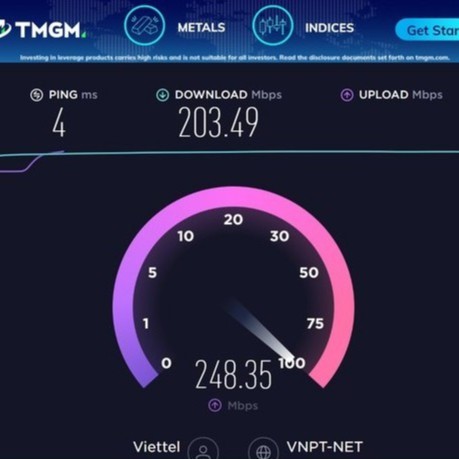 TMGM
METALS
INDICES
Get Star
Investing in leverage products carries high risks and is not suitable for all investors. Read the disclosure documents set forth on tmgm.com.
PING ms
DOWNLOAD Mbps
UPLOAD Mbps
4
203.49
20
10
30
5
50
1
75
0
100
248.35
Mbps
Viettel
VNPT-NET